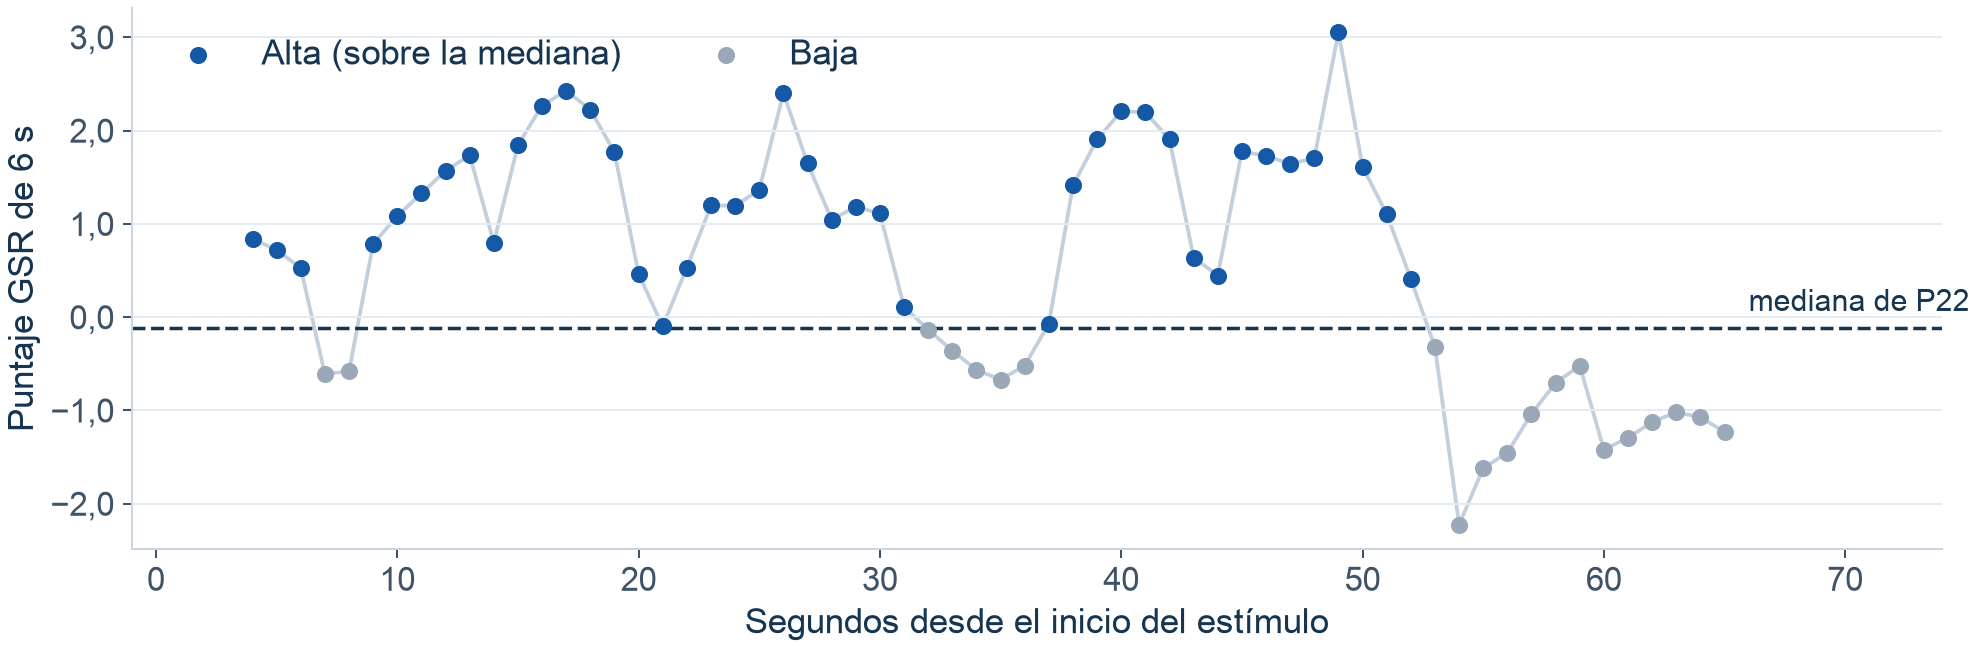 Puntaje GSR de 6 s
3,0
2,0
1,0
0,0
−1,0
−2,0
Alta (sobre la mediana)
Baja
mediana de P22
0
10
20
30
40
50
60
70
Segundos desde el inicio del estímulo